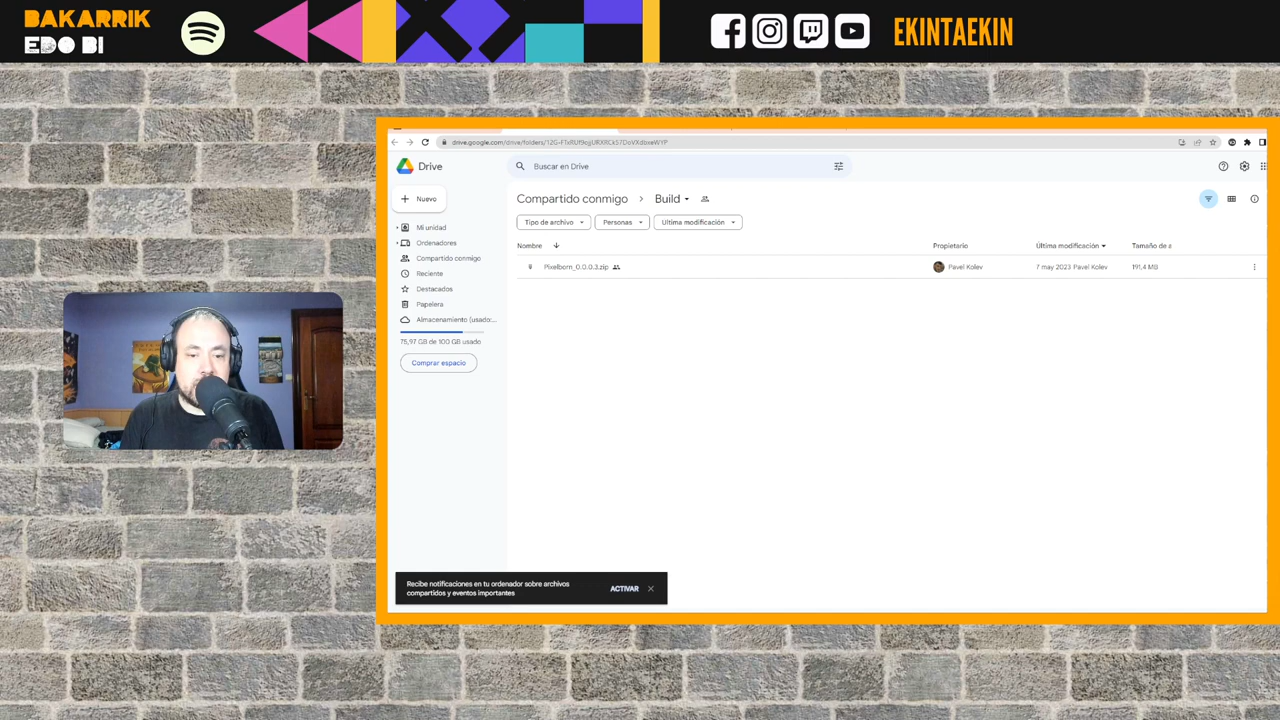 BAKARRIK
EDO BI
EKINTAEKIN
Drive
Buscar en Drive
Nuevo
Compartido conmigo
Build
Tipo de archivo
Personas
Última modificación
Mi unidad
Ordenadores
Compartido conmigo
Reciente
Destacados
Papelera
Almacenamiento (usado:...
75,97 GB de 100 GB usado
Comprar espacio
Nombre
Propietario
Última modificación
Tamaño de a
Pixelborn_0.0.0.3.zip
Pavel Kolev
7 may 2023 Pavel Kolev
191,4 MB
Recibe notificaciones en tu ordenador sobre archivos
compartidos y eventos importantes
ACTIVAR